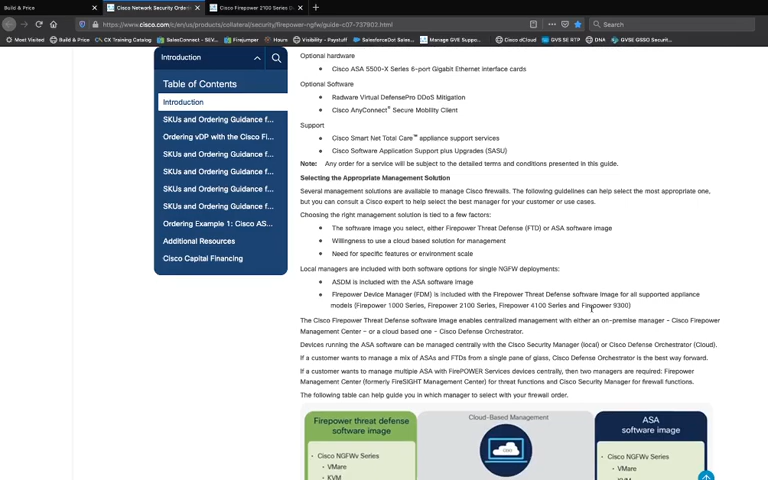 Build & Price
Cisco Network Security Orderi
Cisco Firepower 2100 Series D
https://www.cisco.com/c/en/us/products/collateral/security/firepower-ngfw/guide-c07-737902.html
Search
Most Visited
Build & Price
CX Training Catalog
SalesConnect - SEV...
Firejumper
Hours
Visibility - Paystuff
SalesforceDot Sales...
Manage GVE Suppo...
Cisco dCloud
GVS SE RTP
DNA
GVSE GSSO Securit...
Introduction
Table of Contents
Introduction
SKUs and Ordering Guidance f...
Ordering vDP with the Cisco Fi...
SKUs and Ordering Guidance f...
SKUs and Ordering Guidance f...
SKUs and Ordering Guidance f...
SKUs and Ordering Guidance f...
Ordering Example 1: Cisco AS...
Additional Resources
Cisco Capital Financing
Optional hardware
• Cisco ASA 5500-X Series 6-port Gigabit Ethernet interface cards
Optional Software
• Radware Virtual DefensePro DDoS Mitigation
• Cisco AnyConnect® Secure Mobility Client
Support
• Cisco Smart Net Total Care™ appliance support services
• Cisco Software Application Support plus Upgrades (SASU)
Note: Any order for a service will be subject to the detailed terms and conditions presented in this guide.
Selecting the Appropriate Management Solution
Several management solutions are available to manage Cisco firewalls. The following guidelines can help select the most appropriate one,
but you can consult a Cisco expert to help select the best manager for your customer or use cases.
Choosing the right management solution is tied to a few factors:
• The software image you select, either Firepower Threat Defense (FTD) or ASA software image
• Willingness to use a cloud based solution for management
• Need for specific features or environment scale
Local managers are included with both software options for single NGFW deployments:
• ASDM is included with the ASA software image
• Firepower Device Manager (FDM) is included with the Firepower Threat Defense software image for all supported appliance
models (Firepower 1000 Series, Firepower 2100 Series, Firepower 4100 Series and Firepower 9300)
The Cisco Firepower Threat Defense software image enables centralized management with either an on-premise manager - Cisco Firepower
Management Center - or a cloud based one - Cisco Defense Orchestrator.
Devices running the ASA software can be managed centrally with the Cisco Security Manager (local) or Cisco Defense Orchestrator (Cloud).
If a customer wants to manage a mix of ASAs and FTDs from a single pane of glass, Cisco Defense Orchestrator is the best way forward.
If a customer wants to manage multiple ASA with FirePOWER Services devices centrally, then two managers are required: Firepower
Management Center (formerly FireSIGHT Management Center) for threat functions and Cisco Security Manager for firewall functions.
The following table can help guide you in which manager to select with your firewall order.
Firepower threat defense
software image
• Cisco NGFWv Series
• VMare
• KVM
Cloud-Based Management
CDO
ASA
software image
• Cisco NGFWv Series
• VMare